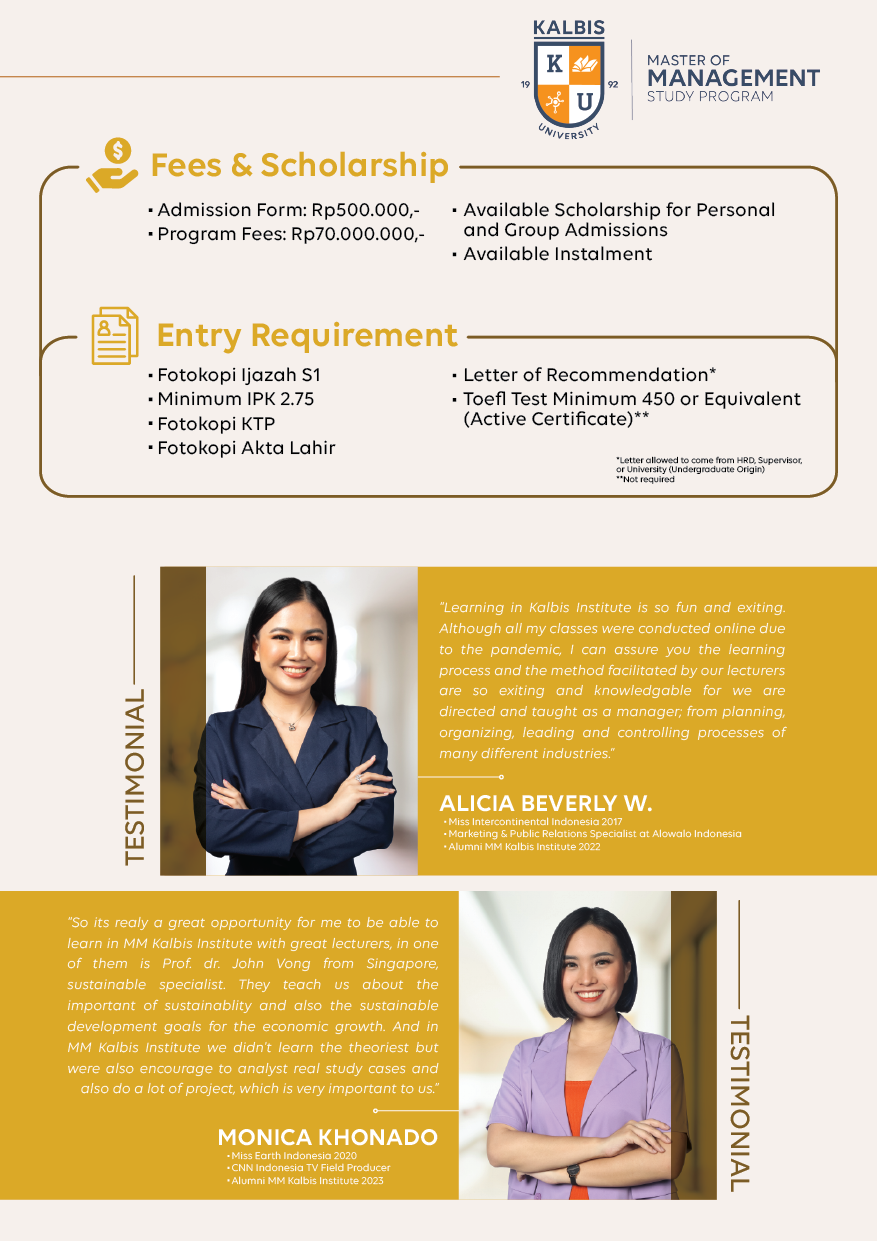 KALBIS
K
U
19 92
UNIVERSITY
MASTER OF
MANAGEMENT
STUDY PROGRAM
Fees & Scholarship
▪ Admission Form: Rp500.000,-
▪ Program Fees: Rp70.000.000,-
▪ Available Scholarship for Personal
and Group Admissions
▪ Available Instalment
Entry Requirement
▪ Fotokopi Ijazah S1
▪ Minimum IPK 2.75
▪ Fotokopi KTP
▪ Fotokopi Akta Lahir
▪ Letter of Recommendation*
▪ Toefl Test Minimum 450 or Equivalent
(Active Certificate)**
*Letter allowed to come from HRD, Supervisor,
or University (Undergraduate Origin)
**Not required
TESTIMONIAL
"Learning in Kalbis Institute is so fun and exiting.
Although all my classes were conducted online due
to the pandemic, I can assure you the learning
process and the method facilitated by our lecturers
are so exiting and knowledgable for we are
directed and taught as a manager; from planning,
organizing, leading and controlling processes of
many different industries."
ALICIA BEVERLY W.
• Miss Intercontinental Indonesia 2017
• Marketing & Public Relations Specialist at Alowalo Indonesia
• Alumni MM Kalbis Institute 2022
"So its realy a great opportunity for me to be able to
learn in MM Kalbis Institute with great lecturers, in one
of them is Prof. dr. John Vong from Singapore,
sustainable specialist. They teach us about the
important of sustainablity and also the sustainable
development goals for the economic growth. And in
MM Kalbis Institute we didn't learn the theoriest but
were also encourage to analyst real study cases and
also do a lot of project, which is very important to us."
MONICA KHONADO
• Miss Earth Indonesia 2020
• CNN Indonesia TV Field Producer
• Alumni MM Kalbis Institute 2023
TESTIMONIAL